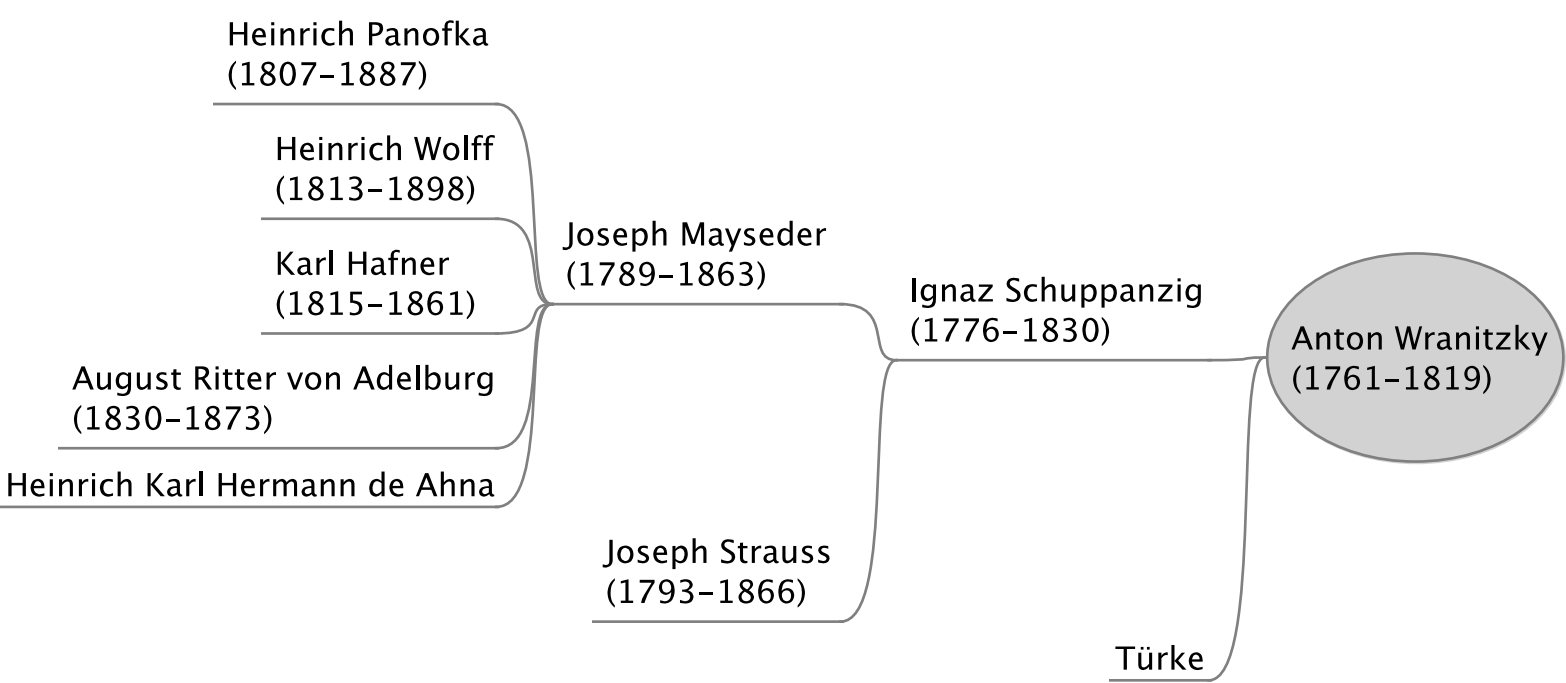 Heinrich Panofka
(1807–1887)
Heinrich Wolff
(1813–1898)
Karl Hafner
(1815–1861)
August Ritter von Adelburg
(1830–1873)
Heinrich Karl Hermann de Ahna
Joseph Mayseder
(1789–1863)
Joseph Strauss
(1793–1866)
Ignaz Schuppanzig
(1776–1830)
Türke
Anton Wranitzky
(1761–1819)